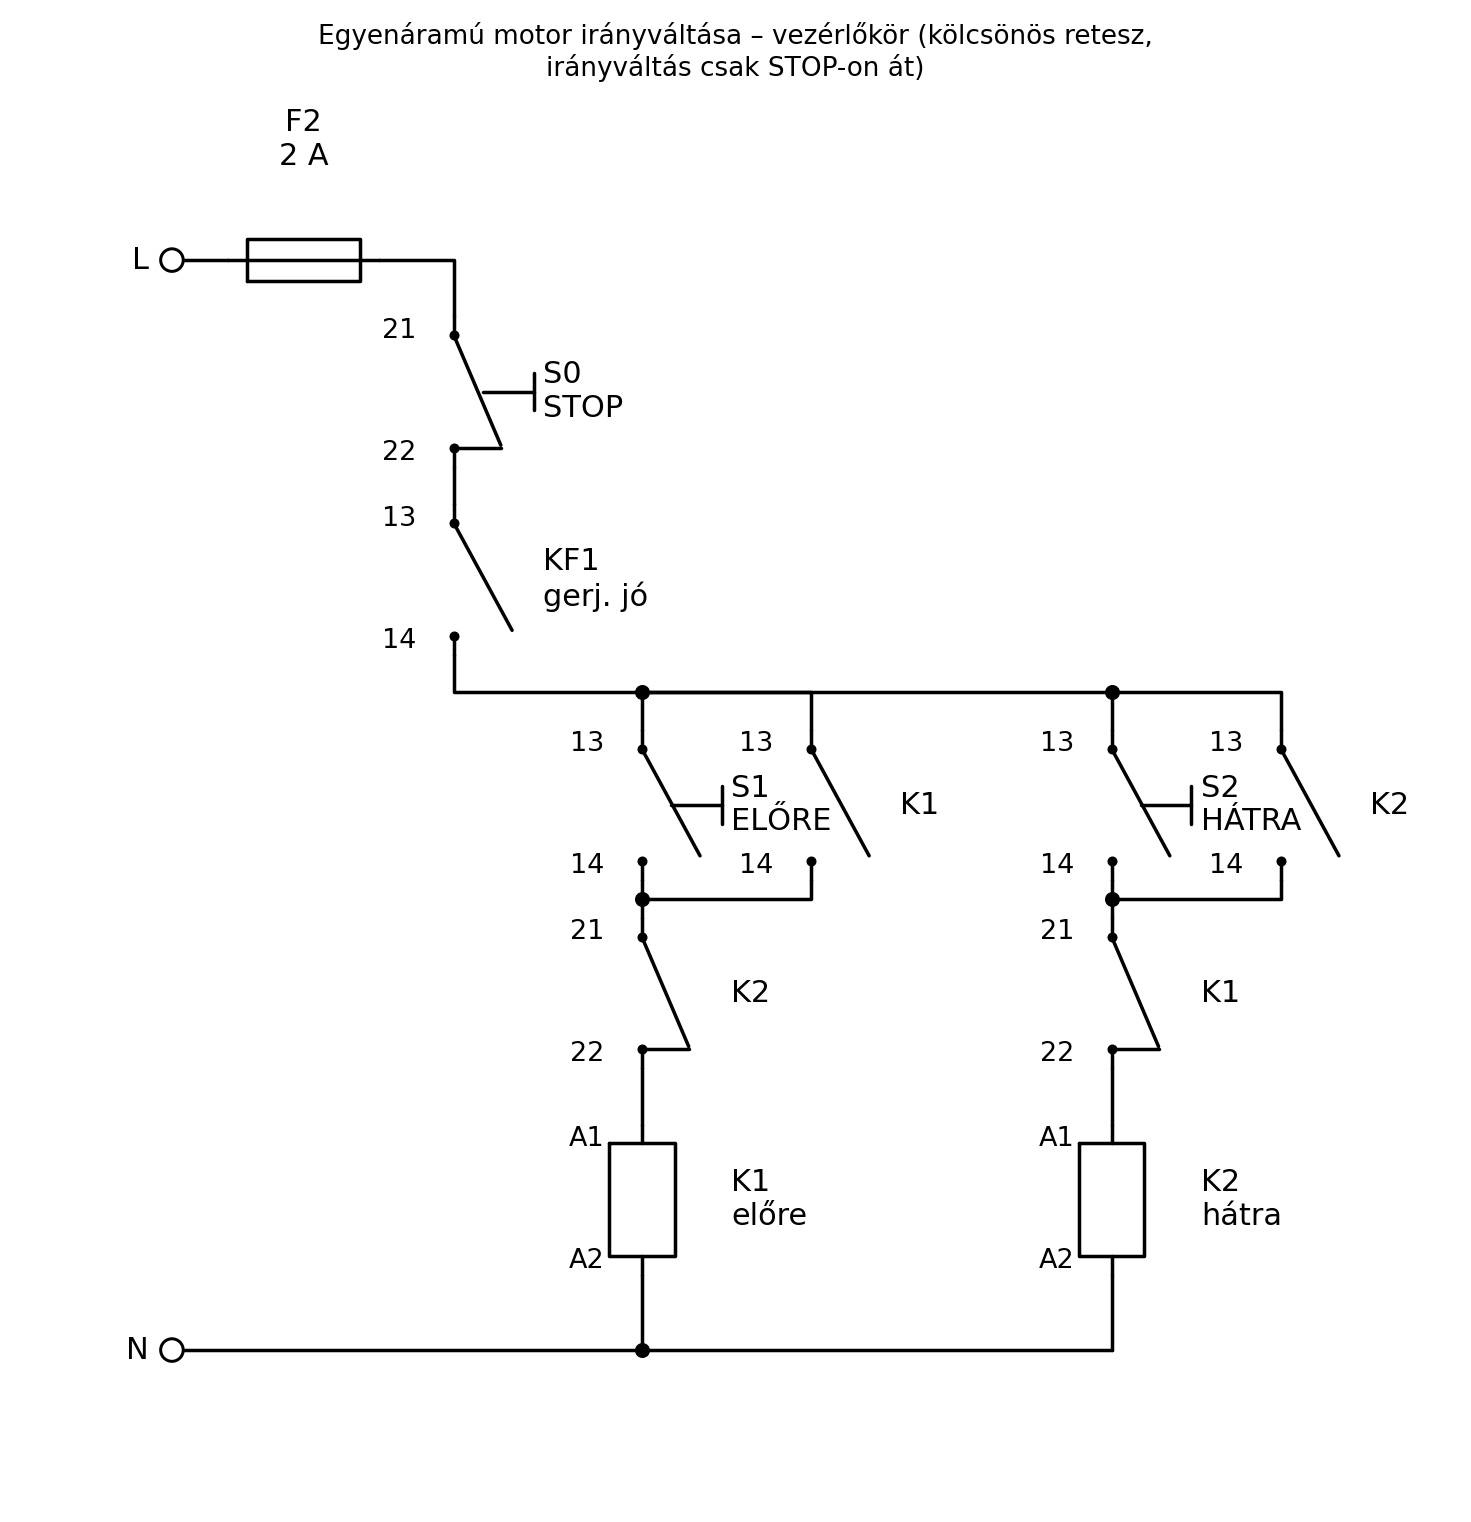 Egyenáramú motor irányváltása – vezérlőkör (kölcsönös retesz,
irányváltás csak STOP-on át)
F2
2 A
L
21
S0
STOP
22
13
KF1
gerj. jó
14
13
S1
ELŐRE
14
13
K1
14
13
S2
HÁTRA
14
13
K2
14
21
K2
22
21
K1
22
A1
K1
előre
A2
A1
K2
hátra
A2
N